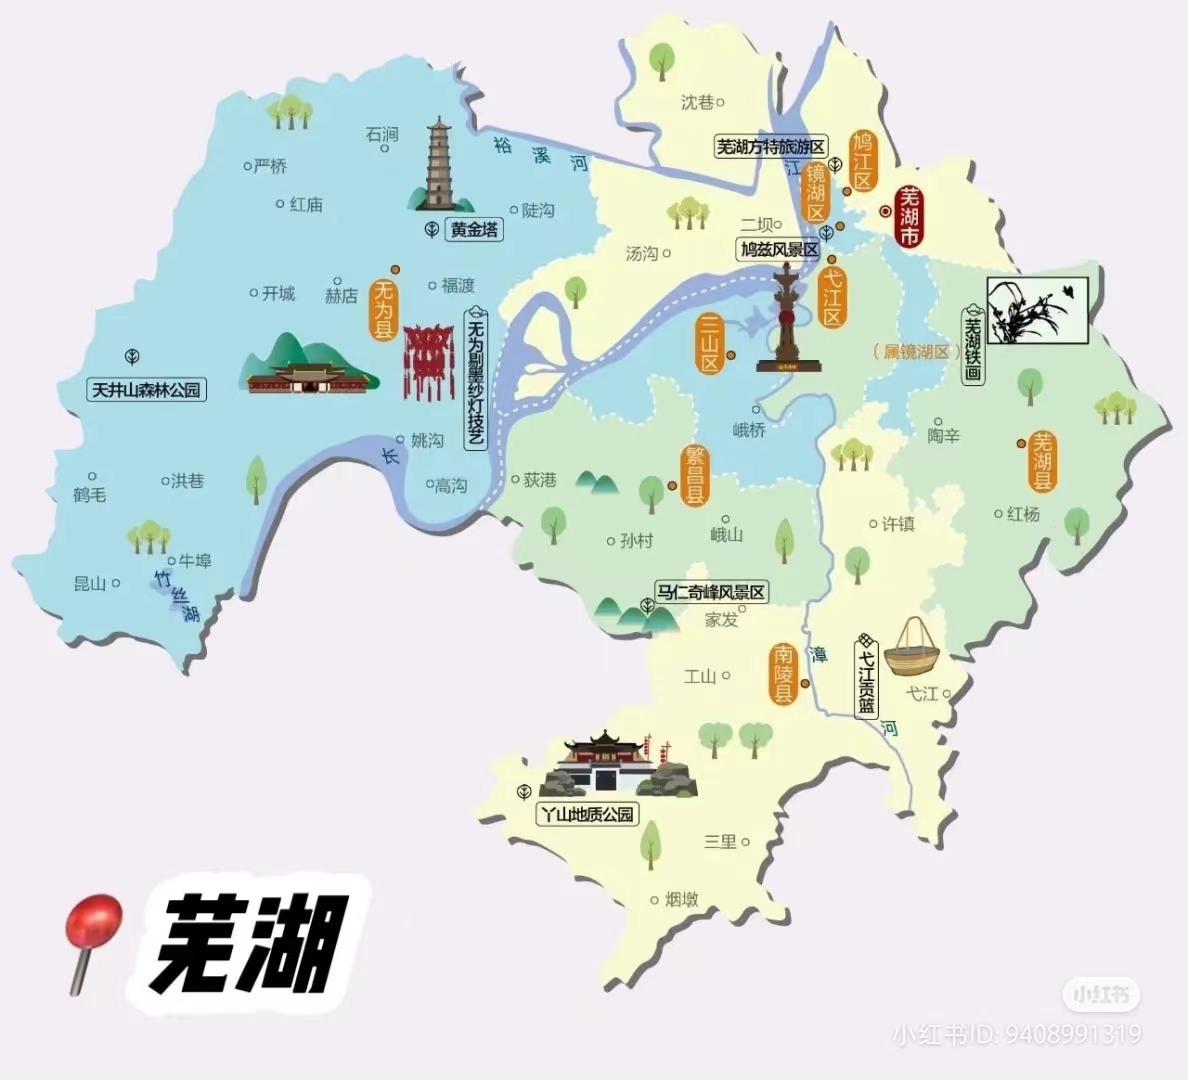 沈巷
石涧
裕溪河
芜湖方特旅游区
鸠江区
严桥
江
镜湖区
红庙
陡沟
芜湖市
黄金塔
二坝
鸠兹风景区
汤沟
开城
赫店
无为县
福渡
弋江区
三山区
无为剔墨纱灯技艺
芜湖铁画
（属镜湖区）
天井山森林公园
峨桥
陶辛
姚沟
长
芜湖县
鹤毛
洪巷
高沟
荻港
繁昌县
红杨
许镇
孙村
峨山
牛埠
昆山
竹丝湖
马仁奇峰风景区
家发
工山
南陵县
漳河
弋江贡篮
弋江
丫山地质公园
三里
烟墩
芜湖
小红书
小红书ID: 9408991319